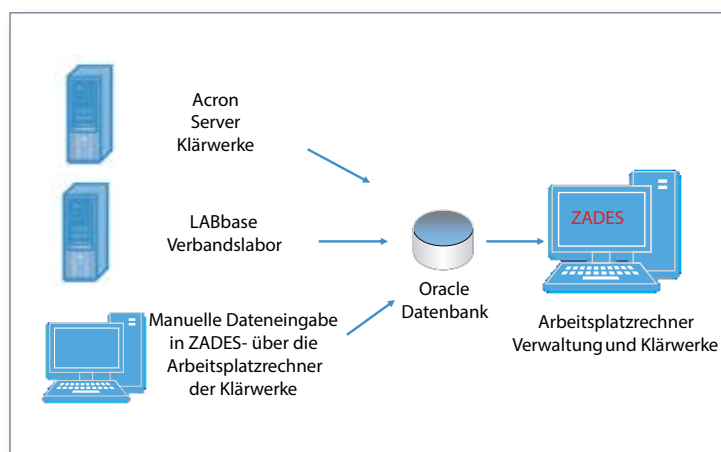 Acron
Server
Klärwerke
LABbase
Verbandslabor
Manuelle Dateneingabe
in ZADES- über die
Arbeitsplatzrechner
der Klärwerke
Oracle
Datenbank
ZADES
Arbeitsplatzrechner
Verwaltung und Klärwerke